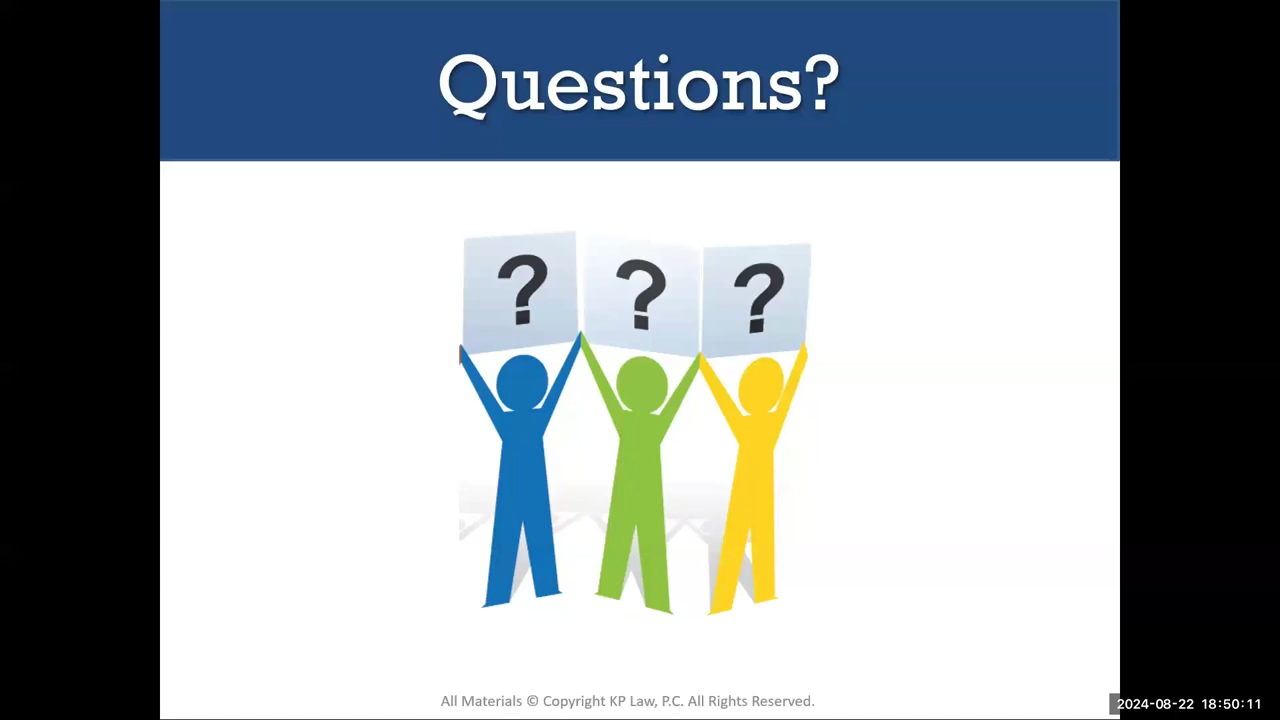 Questions?
? ? ?
All Materials © Copyright KP Law, P.C. All Rights Reserved.
2024-08-22 18:50:11